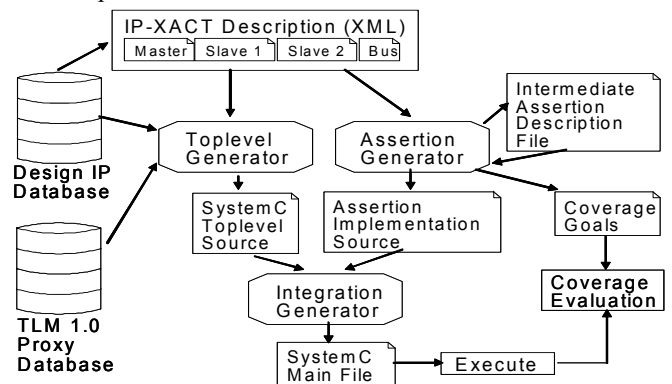 IP-XACT Description (XML)
Master
Slave 1
Slave 2
Bus
Design IP
Database
Toplevel
Generator
Assertion
Generator
Intermediate
Assertion
Description
File
SystemC
Toplevel
Source
Assertion
Implementation
Source
Coverage
Goals
TLM 1.0
Proxy
Database
Integration
Generator
Coverage
Evaluation
SystemC
Main File
Execute